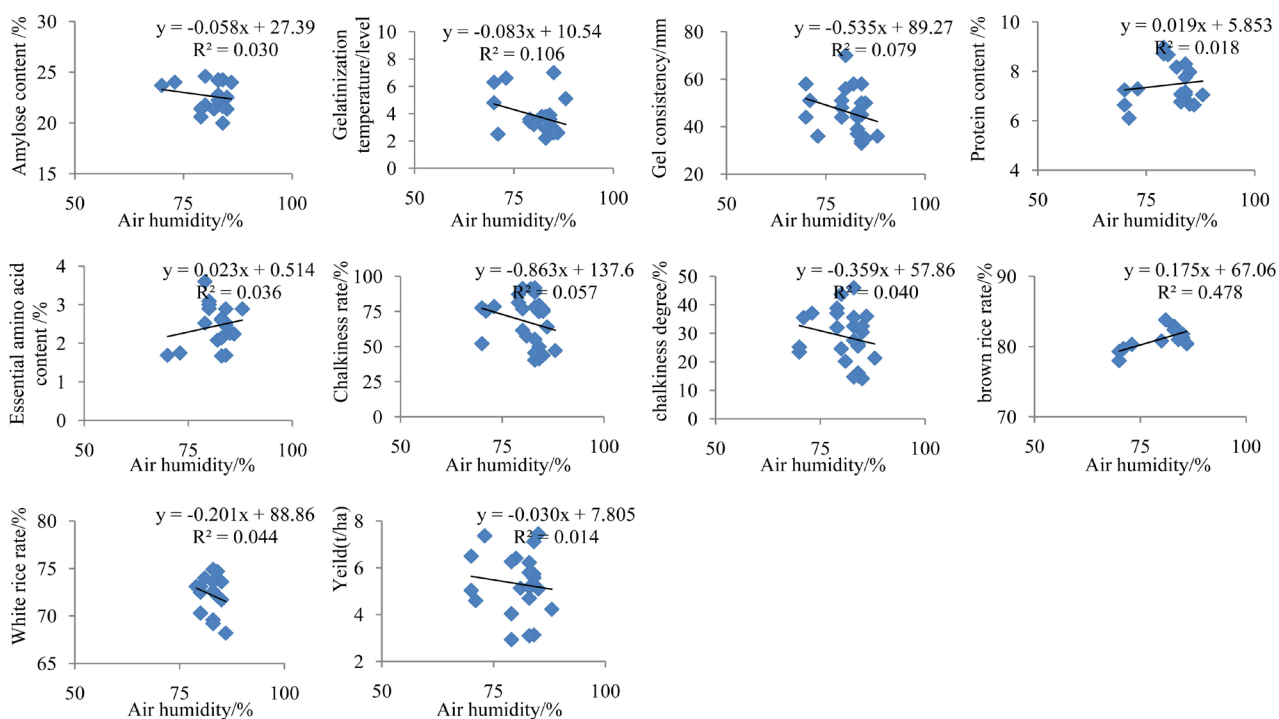 Amylose content /%
30
25
20
15
y = -0.058x + 27.39
R² = 0.030
50 75 100
Air humidity/%
Gelatinization
temperature/level
10
8
6
4
2
0
y = -0.083x + 10.54
R² = 0.106
50 75 100
Air humidity/%
Gel consistency/mm
80
60
40
20
y = -0.535x + 89.27
R² = 0.079
50 75 100
Air humidity/%
Protein content /%
10
8
6
4
y = 0.019x + 5.853
R² = 0.018
50 75 100
Air humidity/%
Essential amino acid
content /%
4
3
2
1
0
y = 0.023x + 0.514
R² = 0.036
50 75 100
Air humidity/%
Chalkiness rate/%
100
75
50
25
0
y = -0.863x + 137.6
R² = 0.057
50 75 100
Air humidity/%
chalkiness degree/%
50
40
30
20
10
0
y = -0.359x + 57.86
R² = 0.040
50 75 100
Air humidity/%
brown rice rate/%
90
80
70
y = 0.175x + 67.06
R² = 0.478
50 75 100
Air humidity/%
White rice rate/%
80
75
70
65
y = -0.201x + 88.86
R² = 0.044
50 75 100
Air humidity/%
Yeild(t/ha)
8
6
4
2
y = -0.030x + 7.805
R² = 0.014
50 75 100
Air humidity/%